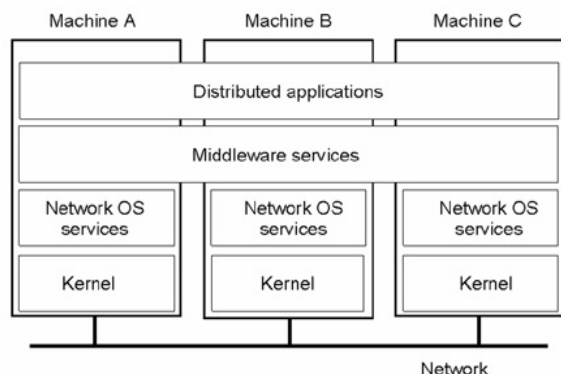 Machine A
Machine B
Machine C
Distributed applications
Middleware services
Network OS
services
Network OS
services
Network OS
services
Kernel
Kernel
Kernel
Network